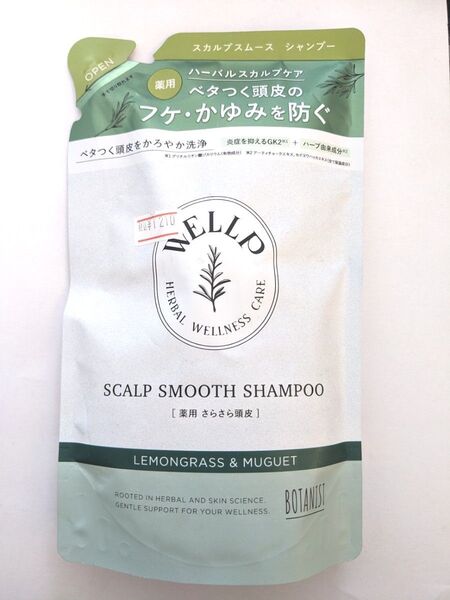 スカルプスムース シャンプー
OPEN
薬用
ハーバルスカルプケア
ベタつく頭皮の
フケ・かゆみを防ぐ
ベタつく頭皮をかろやか洗浄
炎症を抑えるGK2 + ハーブ由来成分
¥1210
WELLP
HERBAL WELLNESS CARE
SCALP SMOOTH SHAMPOO
[ 薬用 さらさら頭皮 ]
LEMONGRASS & MUGUET
ROOTED IN HERBAL AND SKIN SCIENCE.
GENTLE SUPPORT FOR YOUR WELLNESS.
BOTANIST